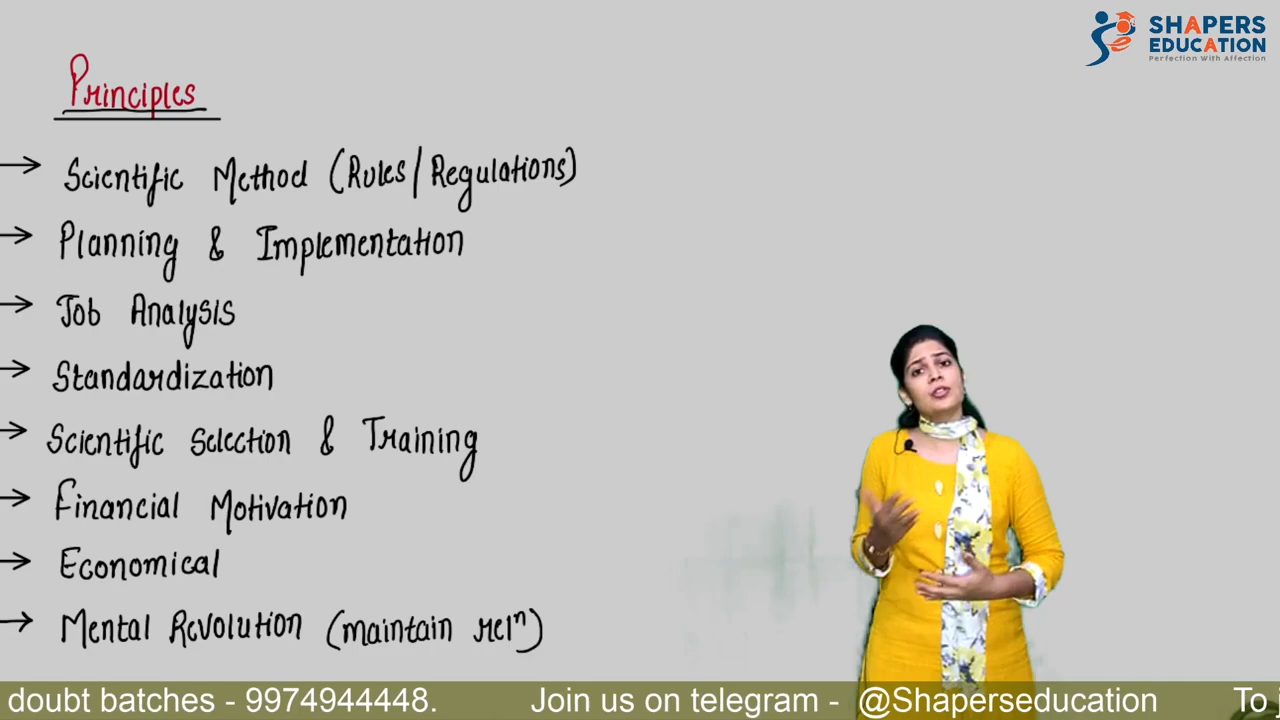 SHAPERS
EDUCATION
Perfection With Affection
Principles
→ Scientific Method (Rules/Regulations)
→ Planning & Implementation
→ Job Analysis
→ Standardization
→ Scientific Selection & Training
→ Financial Motivation
→ Economical
→ Mental Revolution (maintain relⁿ)
doubt batches - 9974944448. Join us on telegram - @Shaperseducation To